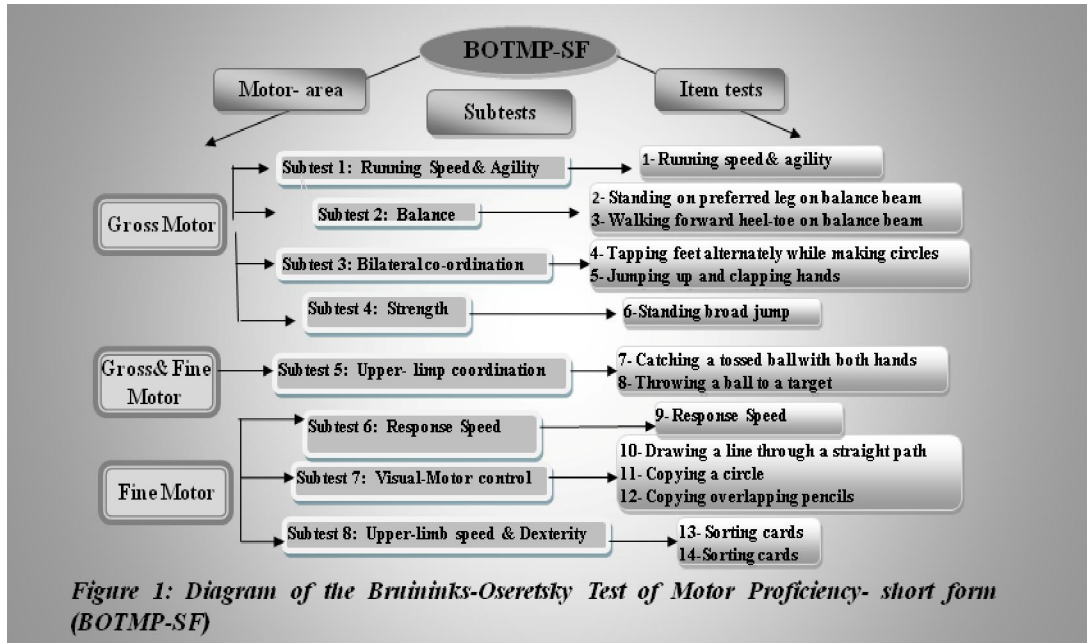 BOTMP-SF
Motor- area
Item tests
Subtests
Subtest 1: Running Speed& Agility
1- Running speed& agility
Gross Motor
Subtest 2: Balance
2- Standing on preferred leg on balance beam
3- Walking forward heel-toe on balance beam
Subtest 3: Bilateral co-ordination
4- Tapping feet alternately while making circles
5- Jumping up and clapping hands
Subtest 4: Strength
6-Standing broad jump
Gross& Fine
Motor
Subtest 5: Upper- limp coordination
7- Catching a tossed ball with both hands
8- Throwing a ball to a target
Subtest 6: Response Speed
9- Response Speed
Fine Motor
Subtest 7: Visual-Motor control
10- Drawing a line through a straight path
11- Copying a circle
12- Copying overlapping pencils
Subtest 8: Upper-limb speed & Dexterity
13- Sorting cards
14-Sorting cards
Figure 1: Diagram of the Bruininks-Oseretsky Test of Motor Proficiency- short form
(BOTMP-SF)